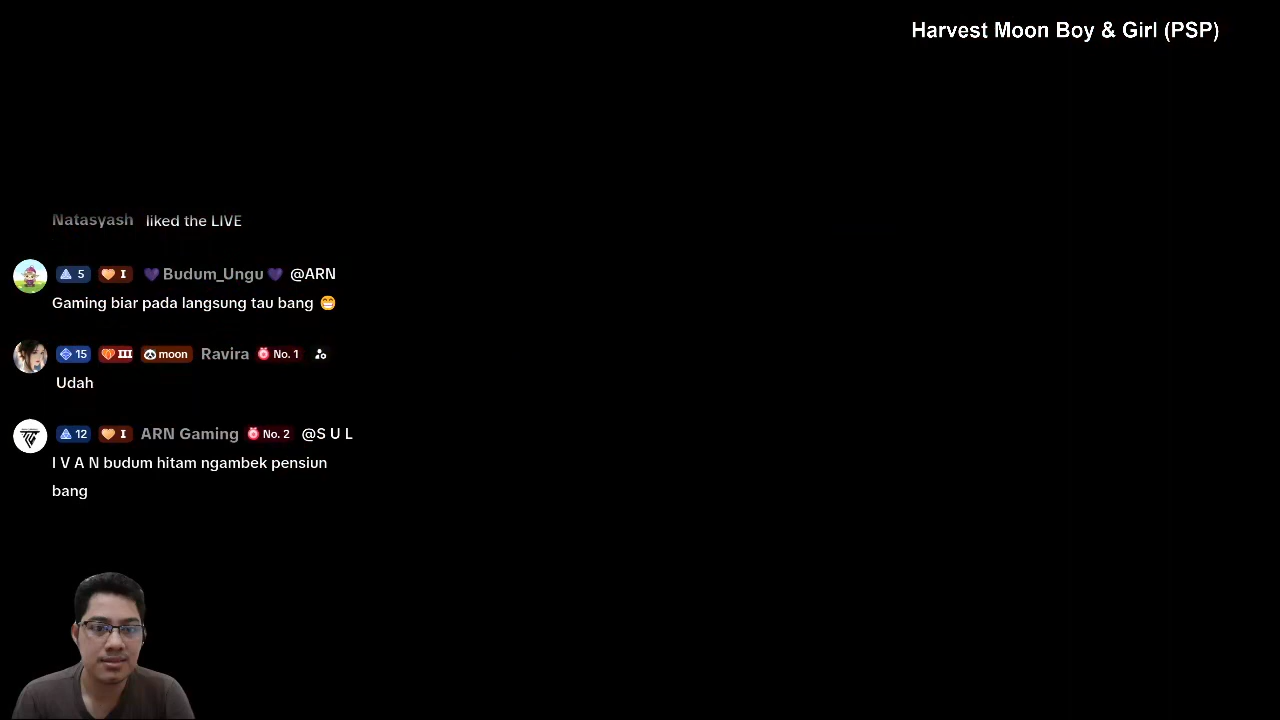 Harvest Moon Boy & Girl (PSP)
Natasyash liked the LIVE
5 I 💜Budum_Ungu💜 @ARN
Gaming biar pada langsung tau bang 😁
15 III moon Ravira No. 1
Udah
12 I ARN Gaming No. 2 @S U L
I V A N budum hitam ngambek pensiun
bang